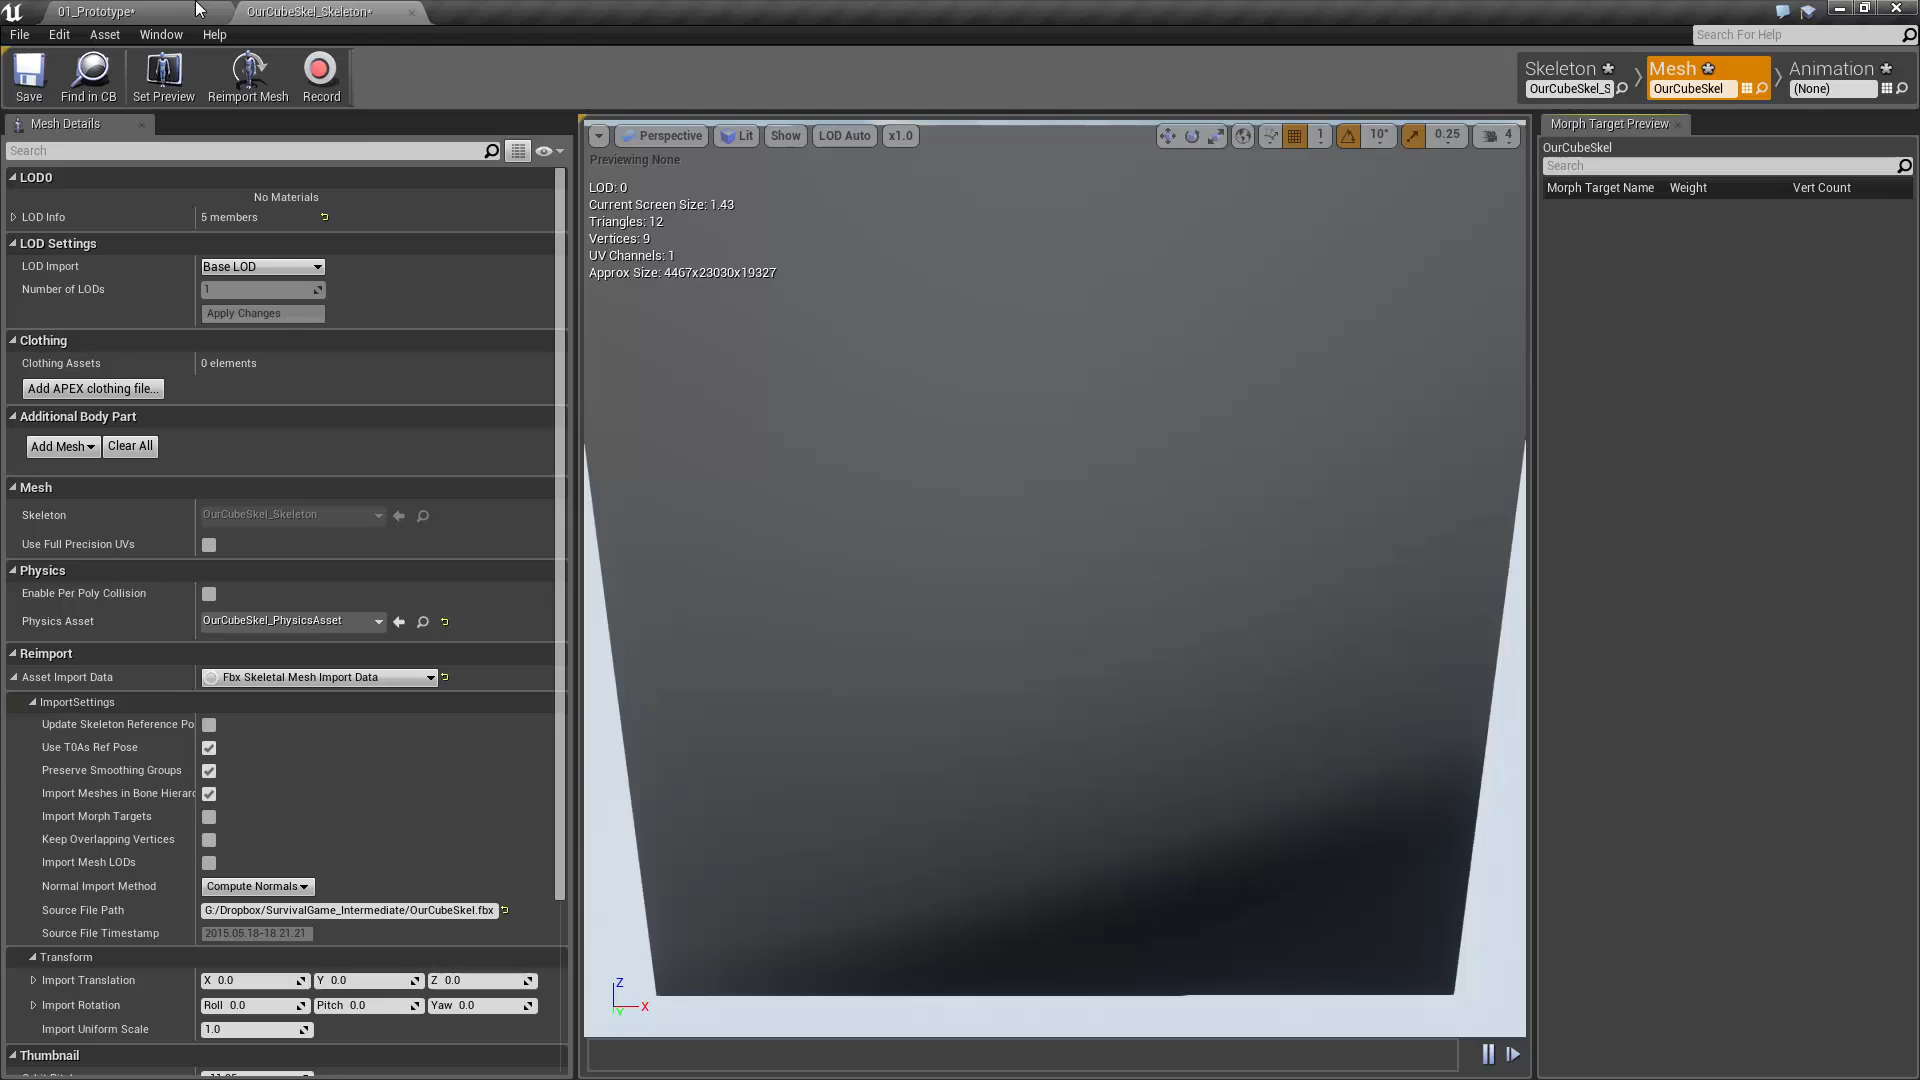 01_Prototype*
OurCubeSkel_Skeleton*
File Edit Asset Window Help
Search For Help
Save
Find in CB
Set Preview
Reimport Mesh
Record
Skeleton
OurCubeSkel_S
Mesh
OurCubeSkel
Animation
(None)
Mesh Details
Search
LOD0
No Materials
LOD Info 5 members
LOD Settings
LOD Import Base LOD
Number of LODs 1
Apply Changes
Clothing
Clothing Assets 0 elements
Add APEX clothing file...
Additional Body Part
Add Mesh Clear All
Mesh
Skeleton OurCubeSkel_Skeleton
Use Full Precision UVs
Physics
Enable Per Poly Collision
Physics Asset OurCubeSkel_PhysicsAsset
Reimport
Asset Import Data Fbx Skeletal Mesh Import Data
ImportSettings
Update Skeleton Reference Po
Use T0As Ref Pose
Preserve Smoothing Groups
Import Meshes in Bone Hierarc
Import Morph Targets
Keep Overlapping Vertices
Import Mesh LODs
Normal Import Method Compute Normals
Source File Path G:/Dropbox/SurvivalGame_Intermediate/OurCubeSkel.fbx
Source File Timestamp 2015.05.18-18.21.21
Transform
Import Translation X 0.0 Y 0.0 Z 0.0
Import Rotation Roll 0.0 Pitch 0.0 Yaw 0.0
Import Uniform Scale 1.0
Thumbnail
Perspective Lit Show LOD Auto x1.0
1 10° 0.25 4
Previewing None
LOD: 0
Current Screen Size: 1.43
Triangles: 12
Vertices: 9
UV Channels: 1
Approx Size: 4467x23030x19327
Z
X
Y
Morph Target Preview
OurCubeSkel
Search
Morph Target Name Weight Vert Count